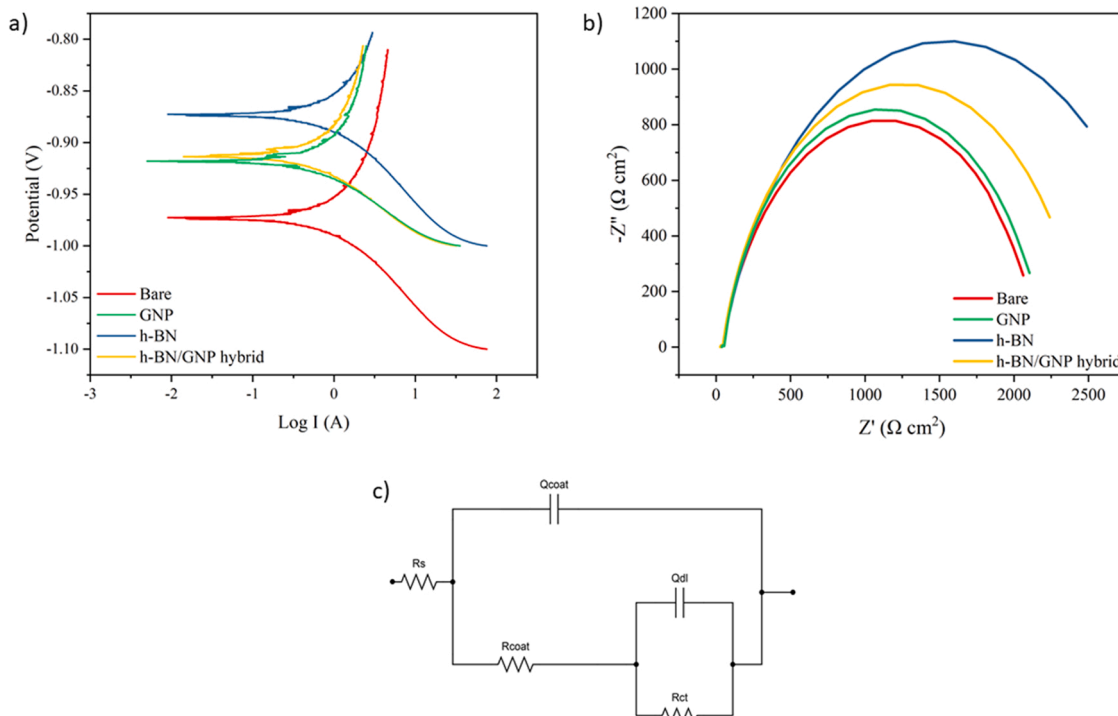 a)
-0.80
-0.85
-0.90
-0.95
-1.00
-1.05
-1.10
Potential (V)
Bare
GNP
h-BN
h-BN/GNP hybrid
-3
-2
-1
0
1
2
Log I (A)
b)
1200
1000
800
600
400
200
0
-Z'' (Ω cm²)
Bare
GNP
h-BN
h-BN/GNP hybrid
0
500
1000
1500
2000
2500
Z' (Ω cm²)
c)
Qcoat
Rs
Qdl
Rcoat
Rct